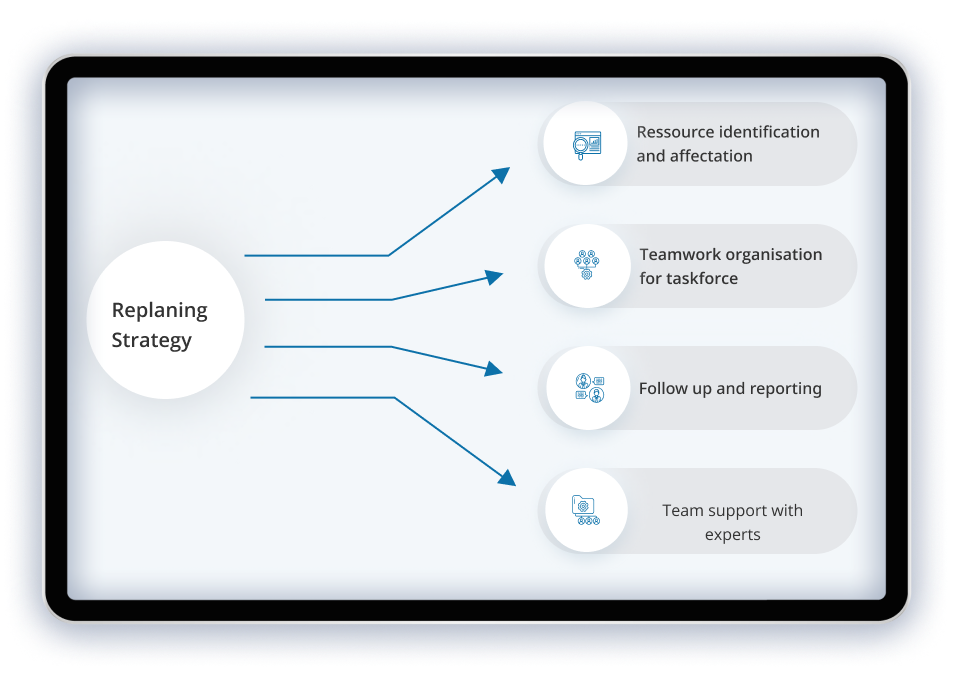 Ressource identification
and affectation
Teamwork organisation
for taskforce
Replaning
Strategy
Follow up and reporting
Team support with
experts